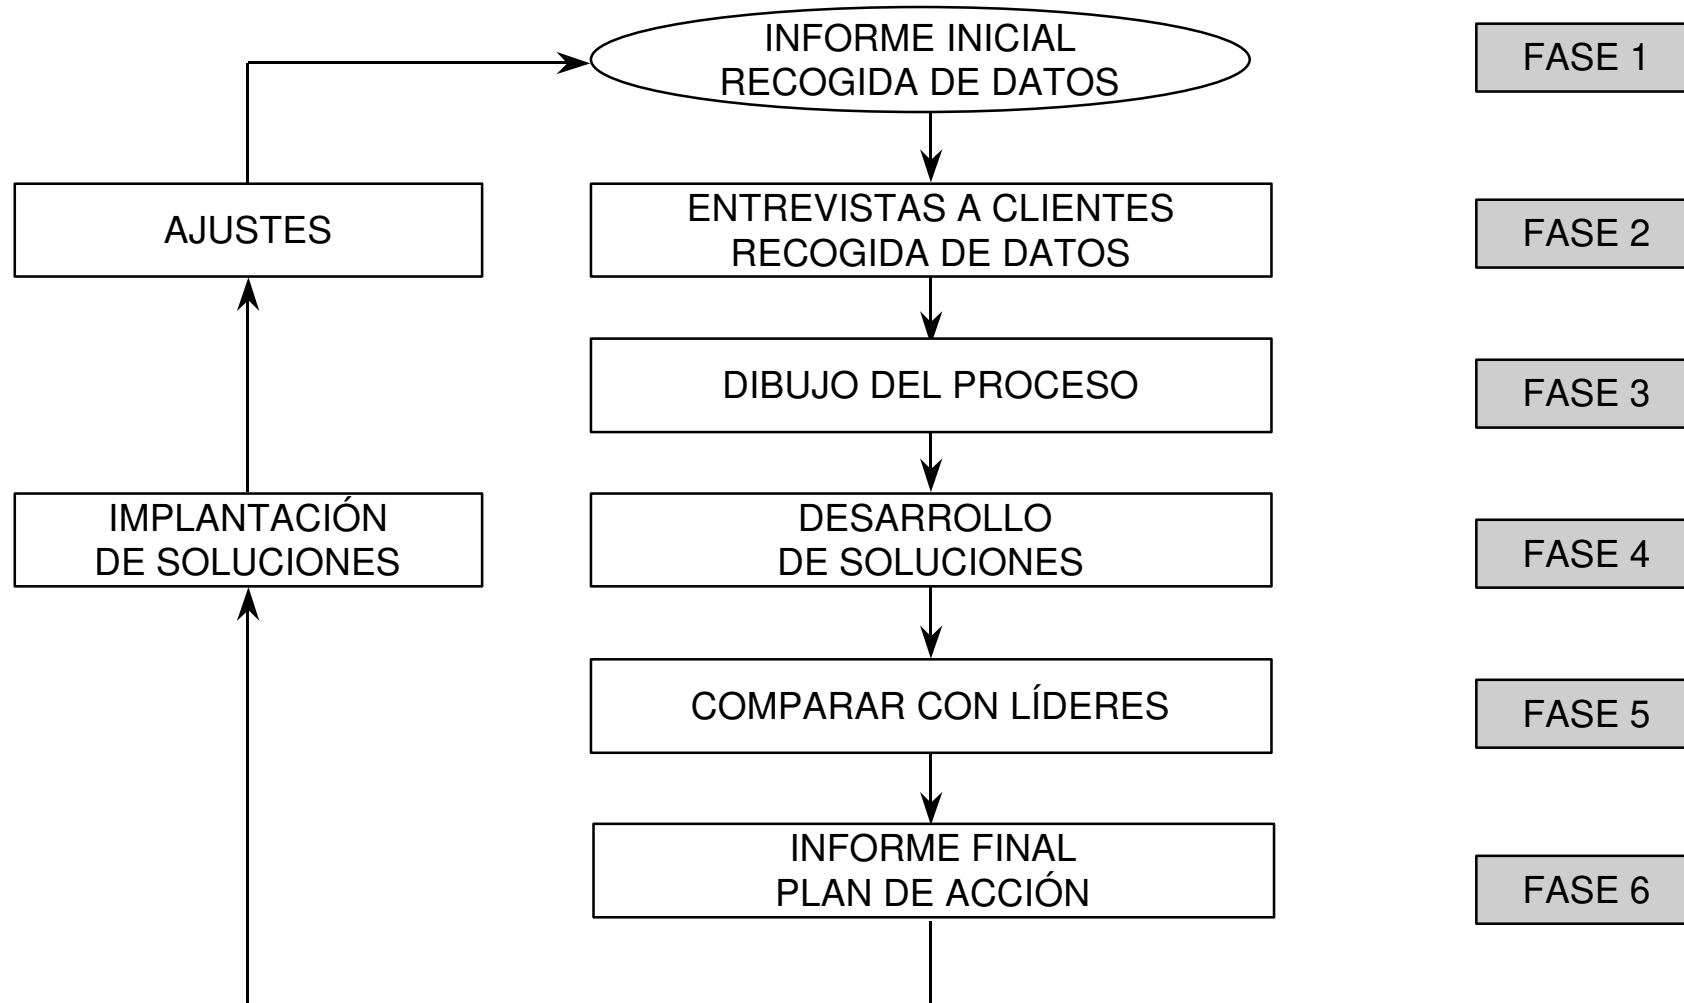 INFORME INICIAL
RECOGIDA DE DATOS
FASE 1
AJUSTES
ENTREVISTAS A CLIENTES
RECOGIDA DE DATOS
FASE 2
DIBUJO DEL PROCESO
FASE 3
IMPLANTACIÓN
DE SOLUCIONES
DESARROLLO
DE SOLUCIONES
FASE 4
COMPARAR CON LÍDERES
FASE 5
INFORME FINAL
PLAN DE ACCIÓN
FASE 6